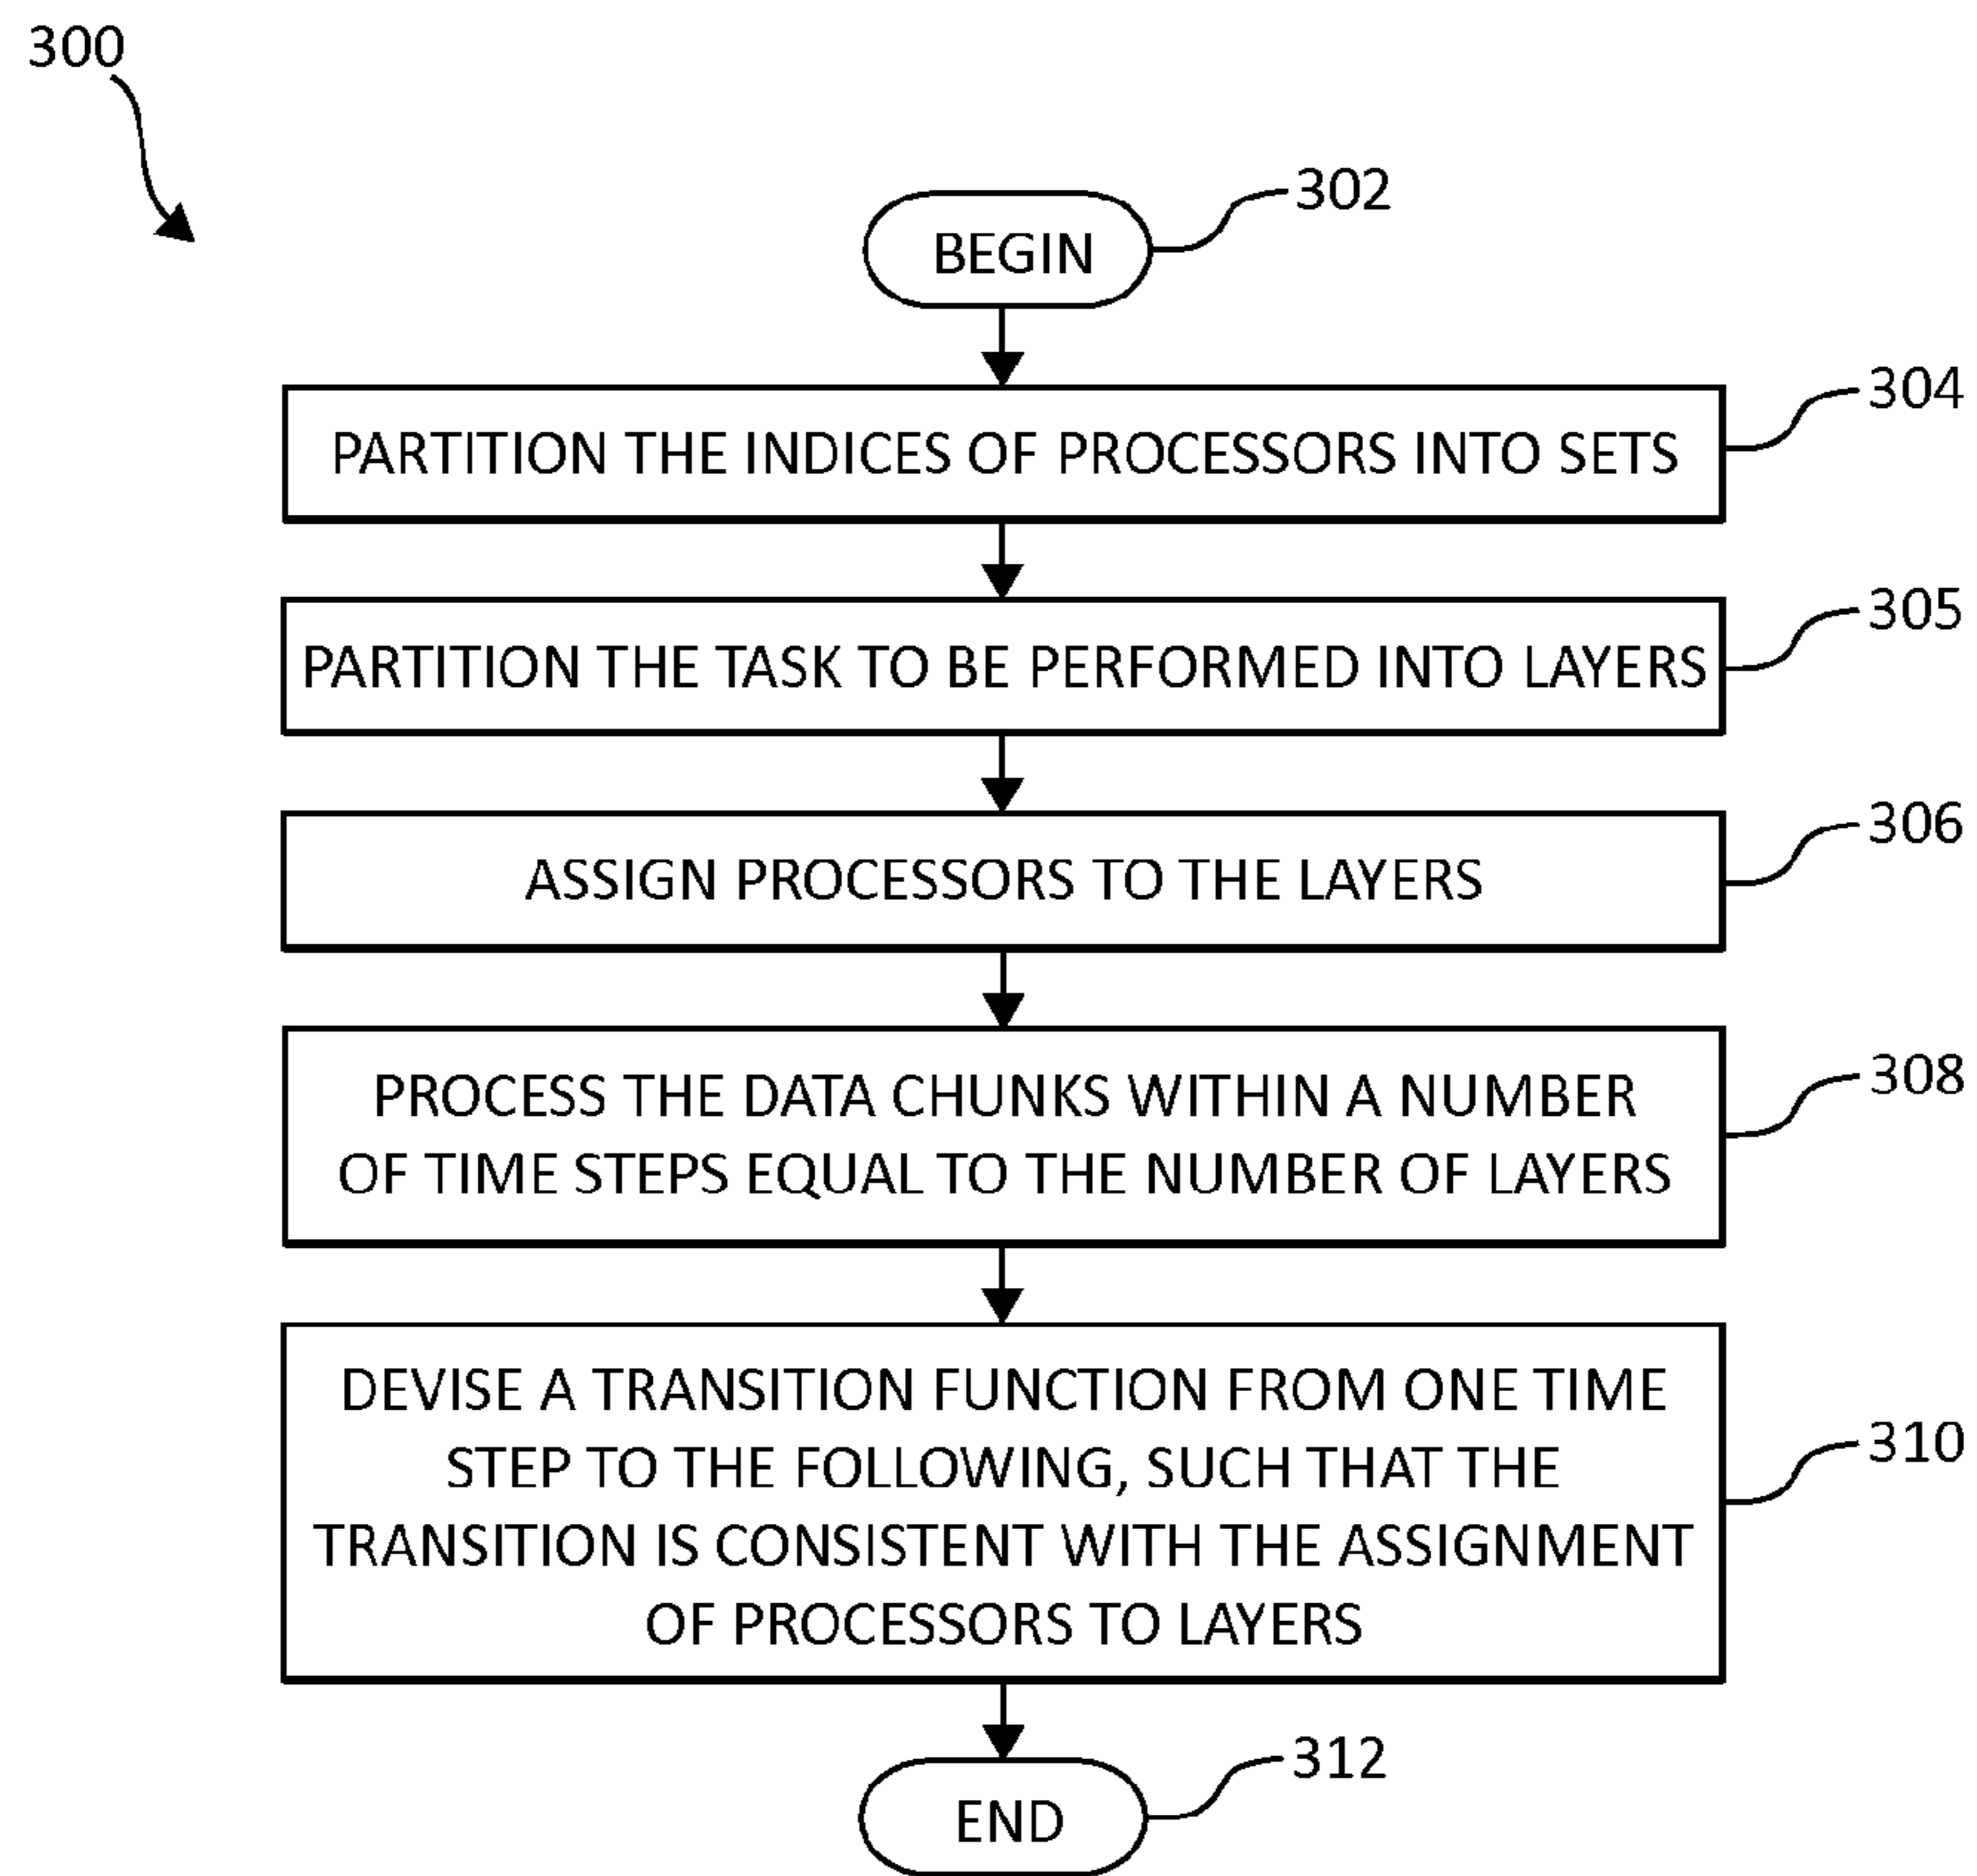 300
302
BEGIN
304
PARTITION THE INDICES OF PROCESSORS INTO SETS
305
PARTITION THE TASK TO BE PERFORMED INTO LAYERS
306
ASSIGN PROCESSORS TO THE LAYERS
308
PROCESS THE DATA CHUNKS WITHIN A NUMBER
OF TIME STEPS EQUAL TO THE NUMBER OF LAYERS
310
DEVISE A TRANSITION FUNCTION FROM ONE TIME
STEP TO THE FOLLOWING, SUCH THAT THE
TRANSITION IS CONSISTENT WITH THE ASSIGNMENT
OF PROCESSORS TO LAYERS
312
END